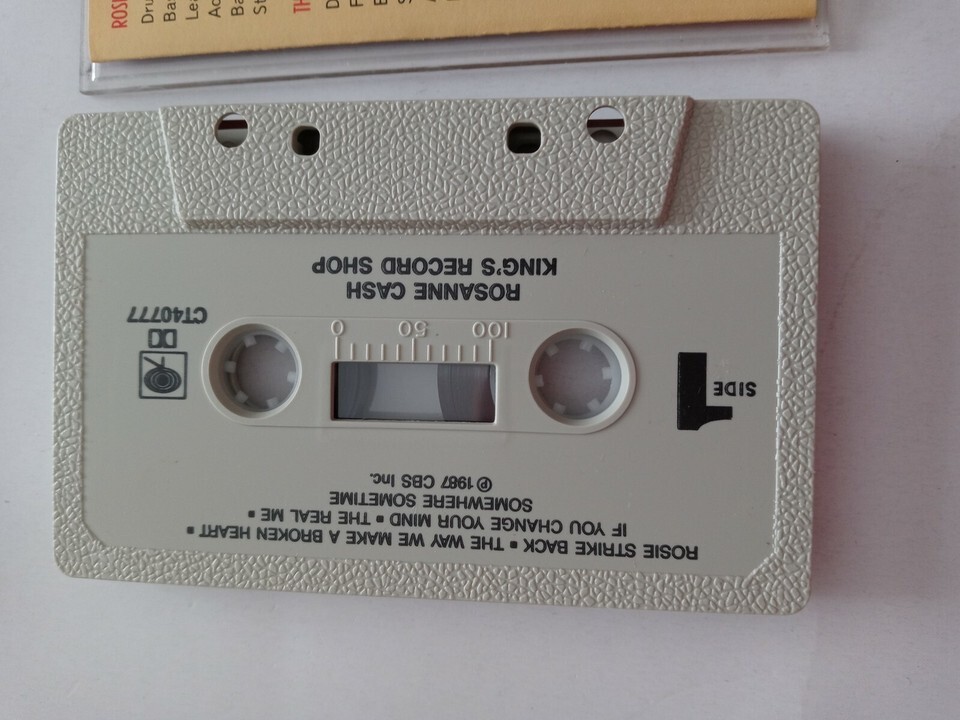 ROSIE STRIKE BACK ▪ THE WAY WE MAKE A BROKEN HEART ▪
IF YOU CHANGE YOUR MIND ▪ THE REAL ME ▪
SOMEWHERE SOMETIME
℗ 1987 CBS Inc.
SIDE
1
100 50 0
CT40777
ROSANNE CASH
KING'S RECORD SHOP